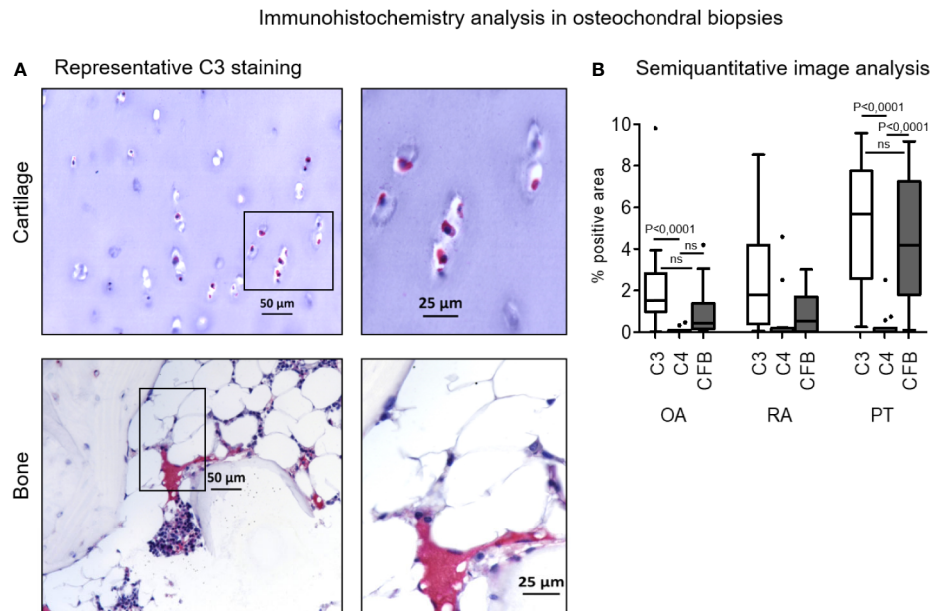 Immunohistochemistry analysis in osteochondral biopsies
A Representative C3 staining
Cartilage
50 µm
25 µm
Bone
50 µm
25 µm
B Semiquantitative image analysis
% positive area
10
8
6
4
2
0
P<0,0001
ns
ns
P<0,0001
P<0,0001
ns
C3 C4 CFB C3 C4 CFB C3 C4 CFB
OA RA PT